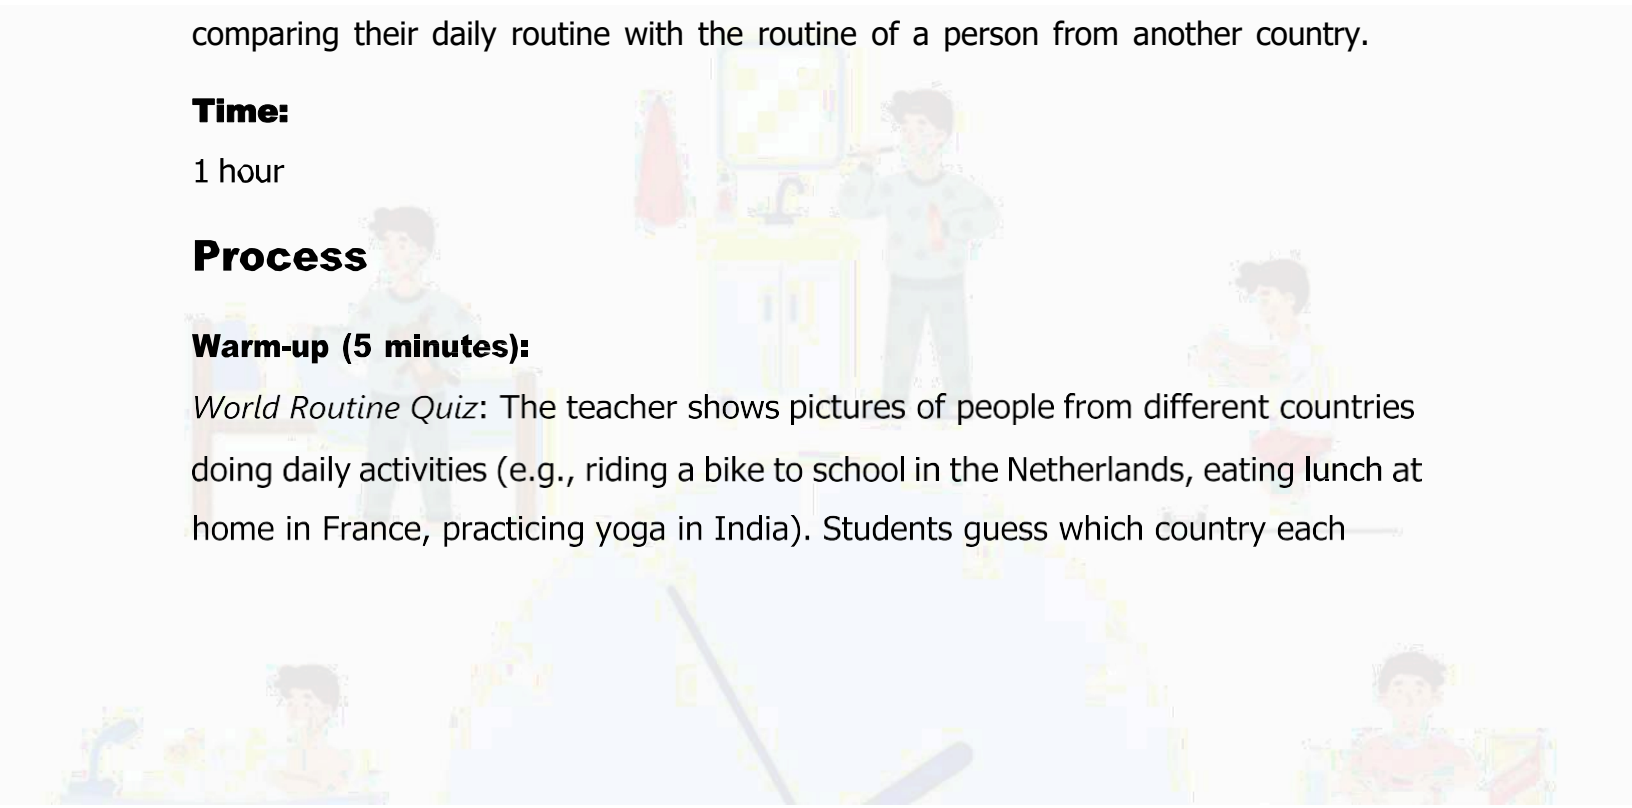 comparing their daily routine with the routine of a person from another country.
Time:
1 hour
Process
Warm-up (5 minutes):
World Routine Quiz: The teacher shows pictures of people from different countries
doing daily activities (e.g., riding a bike to school in the Netherlands, eating lunch at
home in France, practicing yoga in India). Students guess which country each